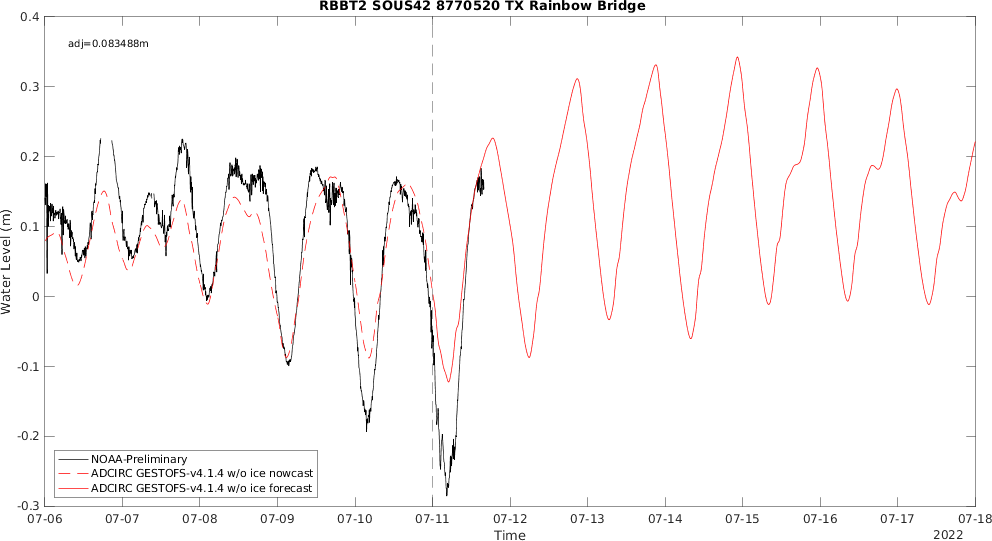 RBBT2 SOUS42 8770520 TX Rainbow Bridge
adj=0.083488m
Water Level (m)
0.4
0.3
0.2
0.1
0
-0.1
-0.2
-0.3
NOAA-Preliminary
ADCIRC GESTOFS-v4.1.4 w/o ice nowcast
ADCIRC GESTOFS-v4.1.4 w/o ice forecast
07-06 07-07 07-08 07-09 07-10 07-11 07-12 07-13 07-14 07-15 07-16 07-17 07-18
Time
2022